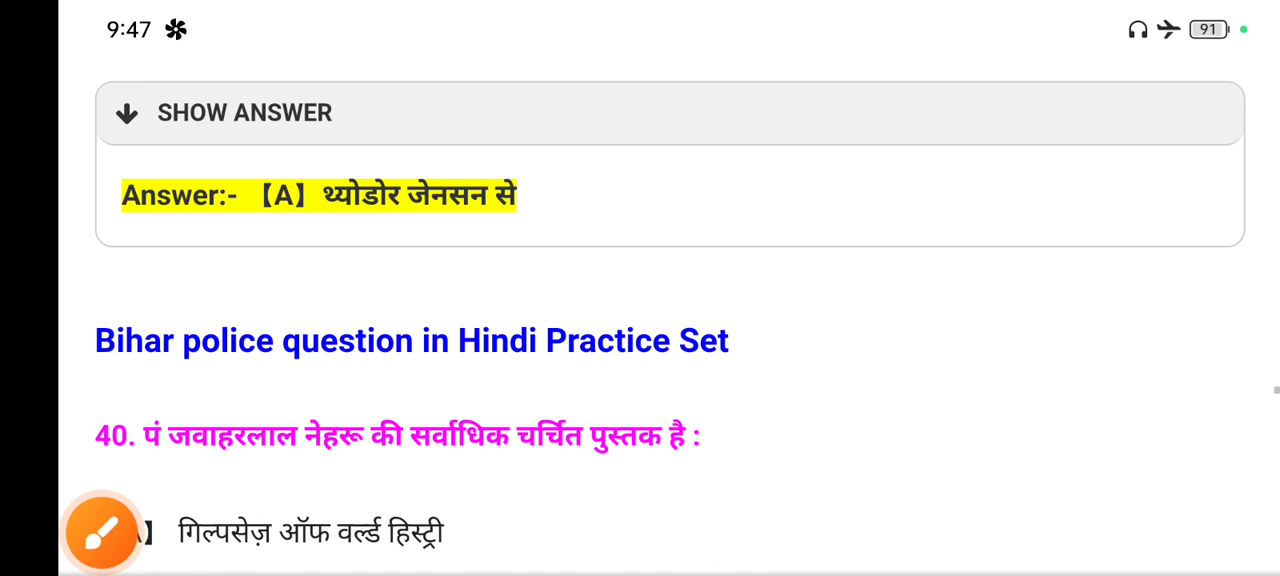 9:47
91
SHOW ANSWER
Answer:- 【A】 थ्योडोर जेनसन से
Bihar police question in Hindi Practice Set
40. पं जवाहरलाल नेहरू की सर्वाधिक चर्चित पुस्तक है :
】 गिल्पसेज़ ऑफ वर्ल्ड हिस्ट्री